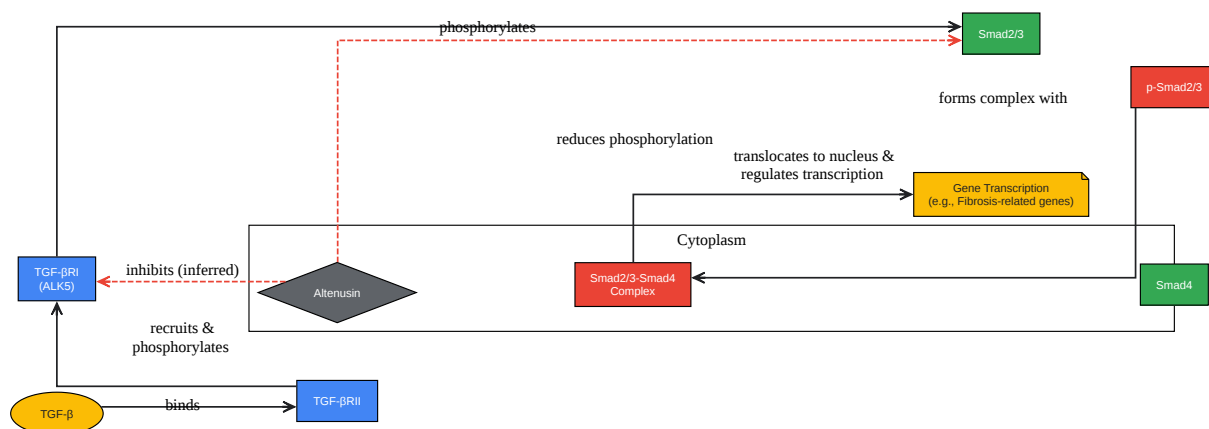 phosphorylates
Smad2/3
p-Smad2/3
forms complex with
reduces phosphorylation
translocates to nucleus &
regulates transcription
Gene Transcription
(e.g., Fibrosis-related genes)
Cytoplasm
TGF-βRI
(ALK5)
inhibits (inferred)
Altenusin
Smad2/3-Smad4
Complex
Smad4
recruits &
phosphorylates
TGF-β
binds
TGF-βRII